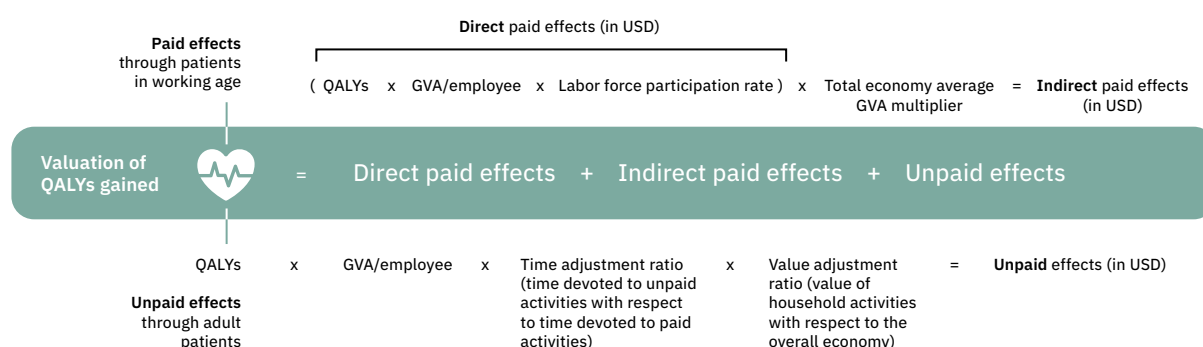 Direct paid effects (in USD)
Paid effects
through patients
in working age
( QALYs x GVA/employee x Labor force participation rate ) x Total economy average = Indirect paid effects
GVA multiplier (in USD)
Valuation of
QALYs gained
= Direct paid effects + Indirect paid effects + Unpaid effects
QALYs x GVA/employee x Time adjustment ratio x Value adjustment = Unpaid effects (in USD)
(time devoted to unpaid ratio (value of
activities with respect household activities
to time devoted to paid with respect to the
activities) overall economy)
Unpaid effects
through adult
patients